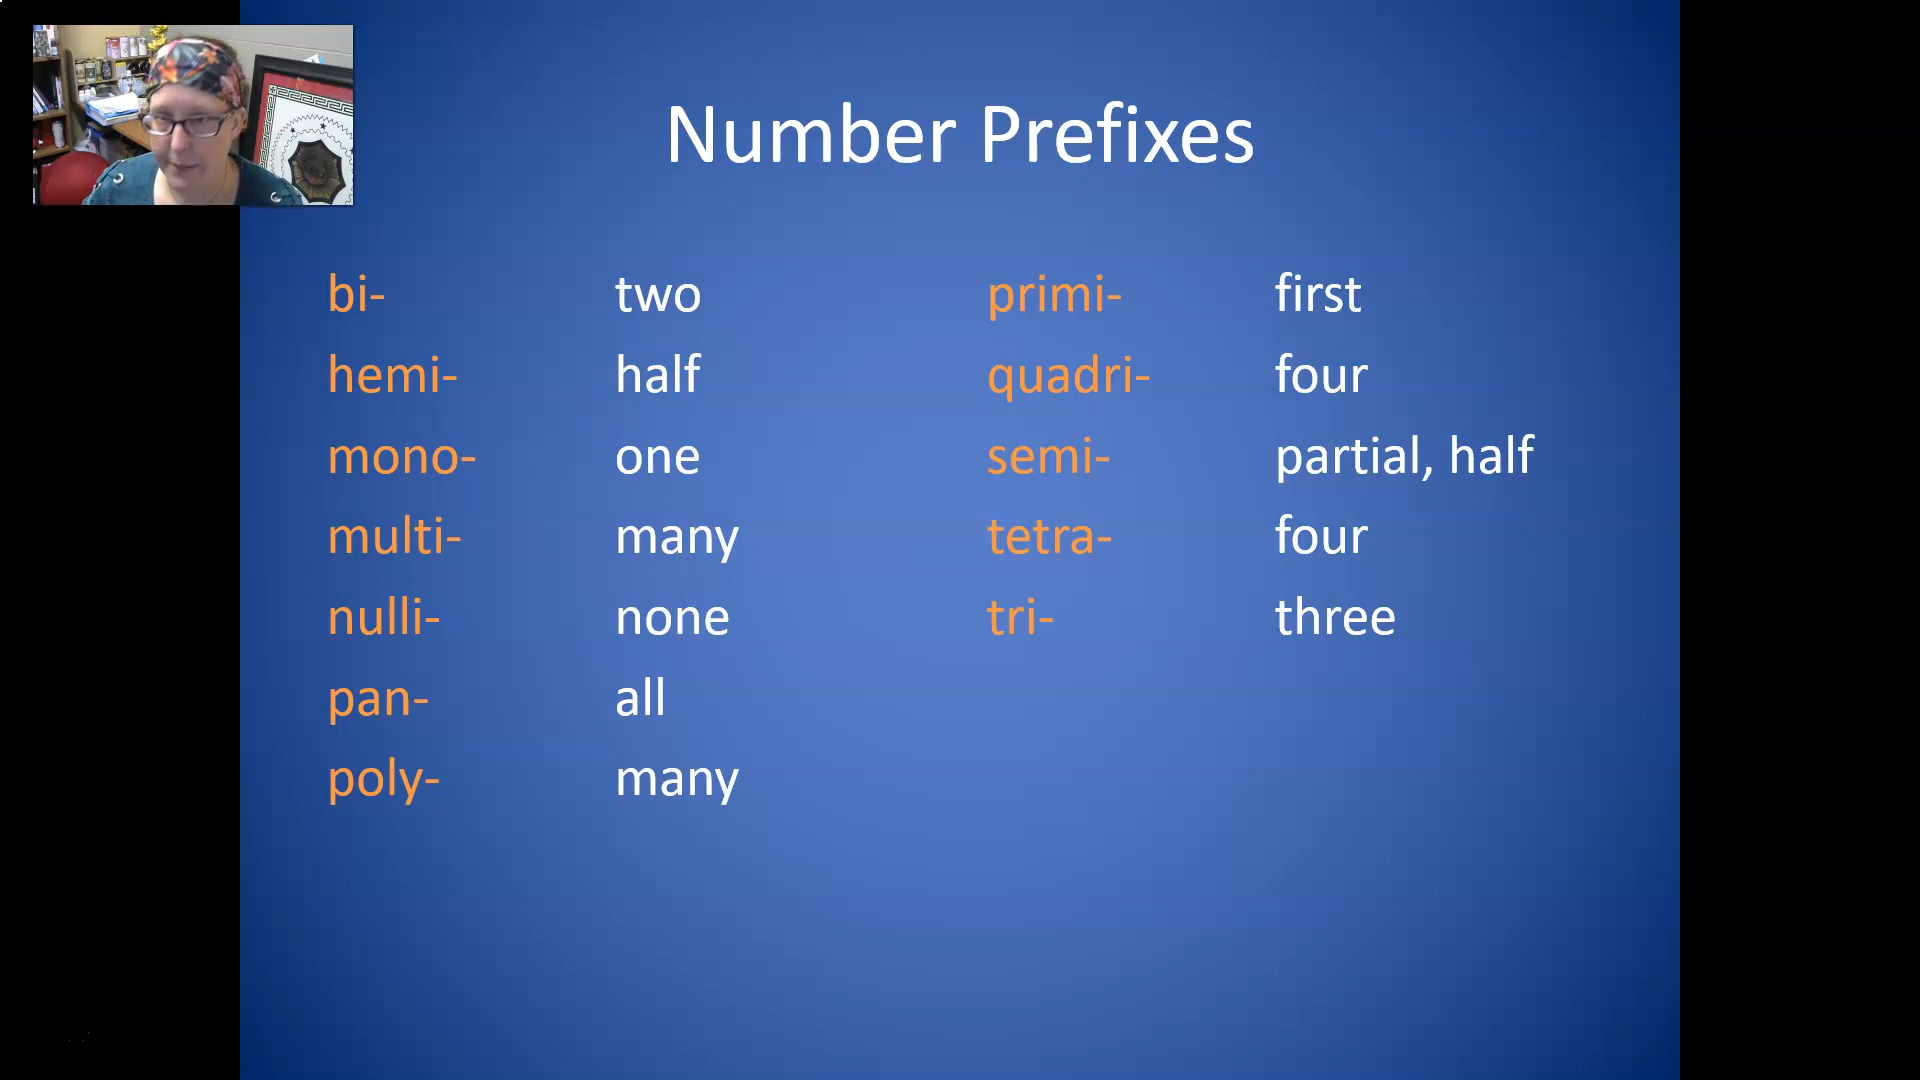 Number Prefixes
bi- two
hemi- half
mono- one
multi- many
nulli- none
pan- all
poly- many
primi- first
quadri- four
semi- partial, half
tetra- four
tri- three